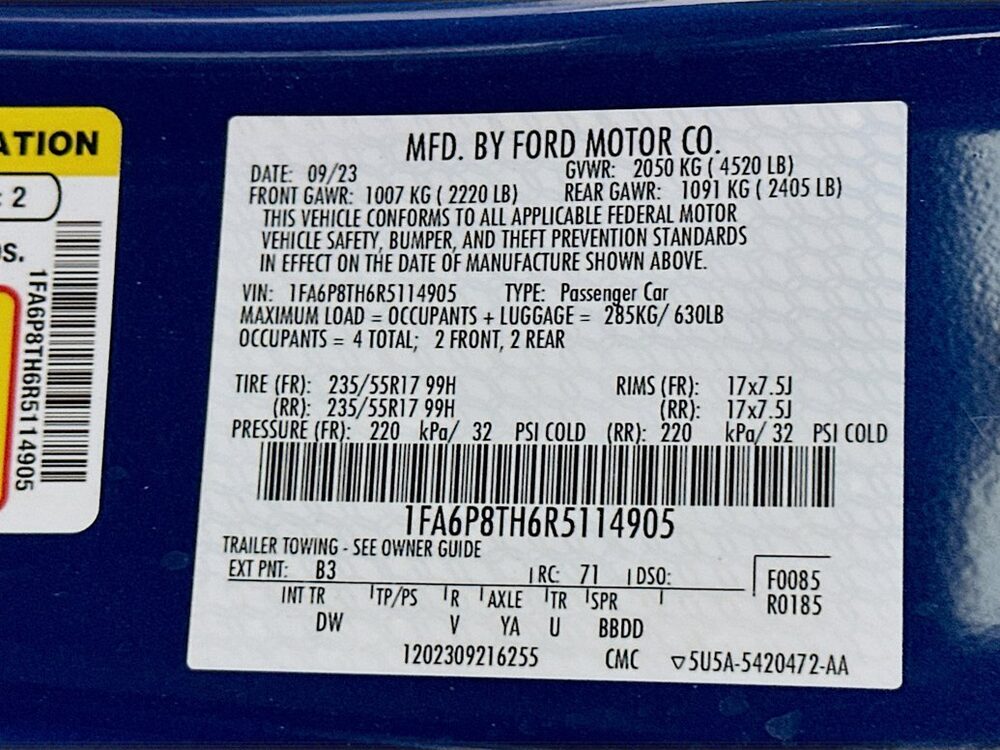 ATION
: 2
s.
1FA6P8TH6R5114905
MFD. BY FORD MOTOR CO.
DATE: 09/23 GVWR: 2050 KG ( 4520 LB)
FRONT GAWR: 1007 KG ( 2220 LB) REAR GAWR: 1091 KG ( 2405 LB)
THIS VEHICLE CONFORMS TO ALL APPLICABLE FEDERAL MOTOR
VEHICLE SAFETY, BUMPER, AND THEFT PREVENTION STANDARDS
IN EFFECT ON THE DATE OF MANUFACTURE SHOWN ABOVE.
VIN: 1FA6P8TH6R5114905 TYPE: Passenger Car
MAXIMUM LOAD = OCCUPANTS + LUGGAGE = 285KG/ 630LB
OCCUPANTS = 4 TOTAL; 2 FRONT, 2 REAR
TIRE (FR): 235/55R17 99H RIMS (FR): 17x7.5J
(RR): 235/55R17 99H (RR): 17x7.5J
PRESSURE (FR): 220 kPa/ 32 PSI COLD (RR): 220 kPa/ 32 PSI COLD
1FA6P8TH6R5114905
TRAILER TOWING - SEE OWNER GUIDE
EXT PNT: B3 RC: 71 DSO: F0085
R0185
INT TR TP/PS R AXLE TR SPR
DW V YA U BBDD
1202309216255 CMC ▽5U5A-5420472-AA